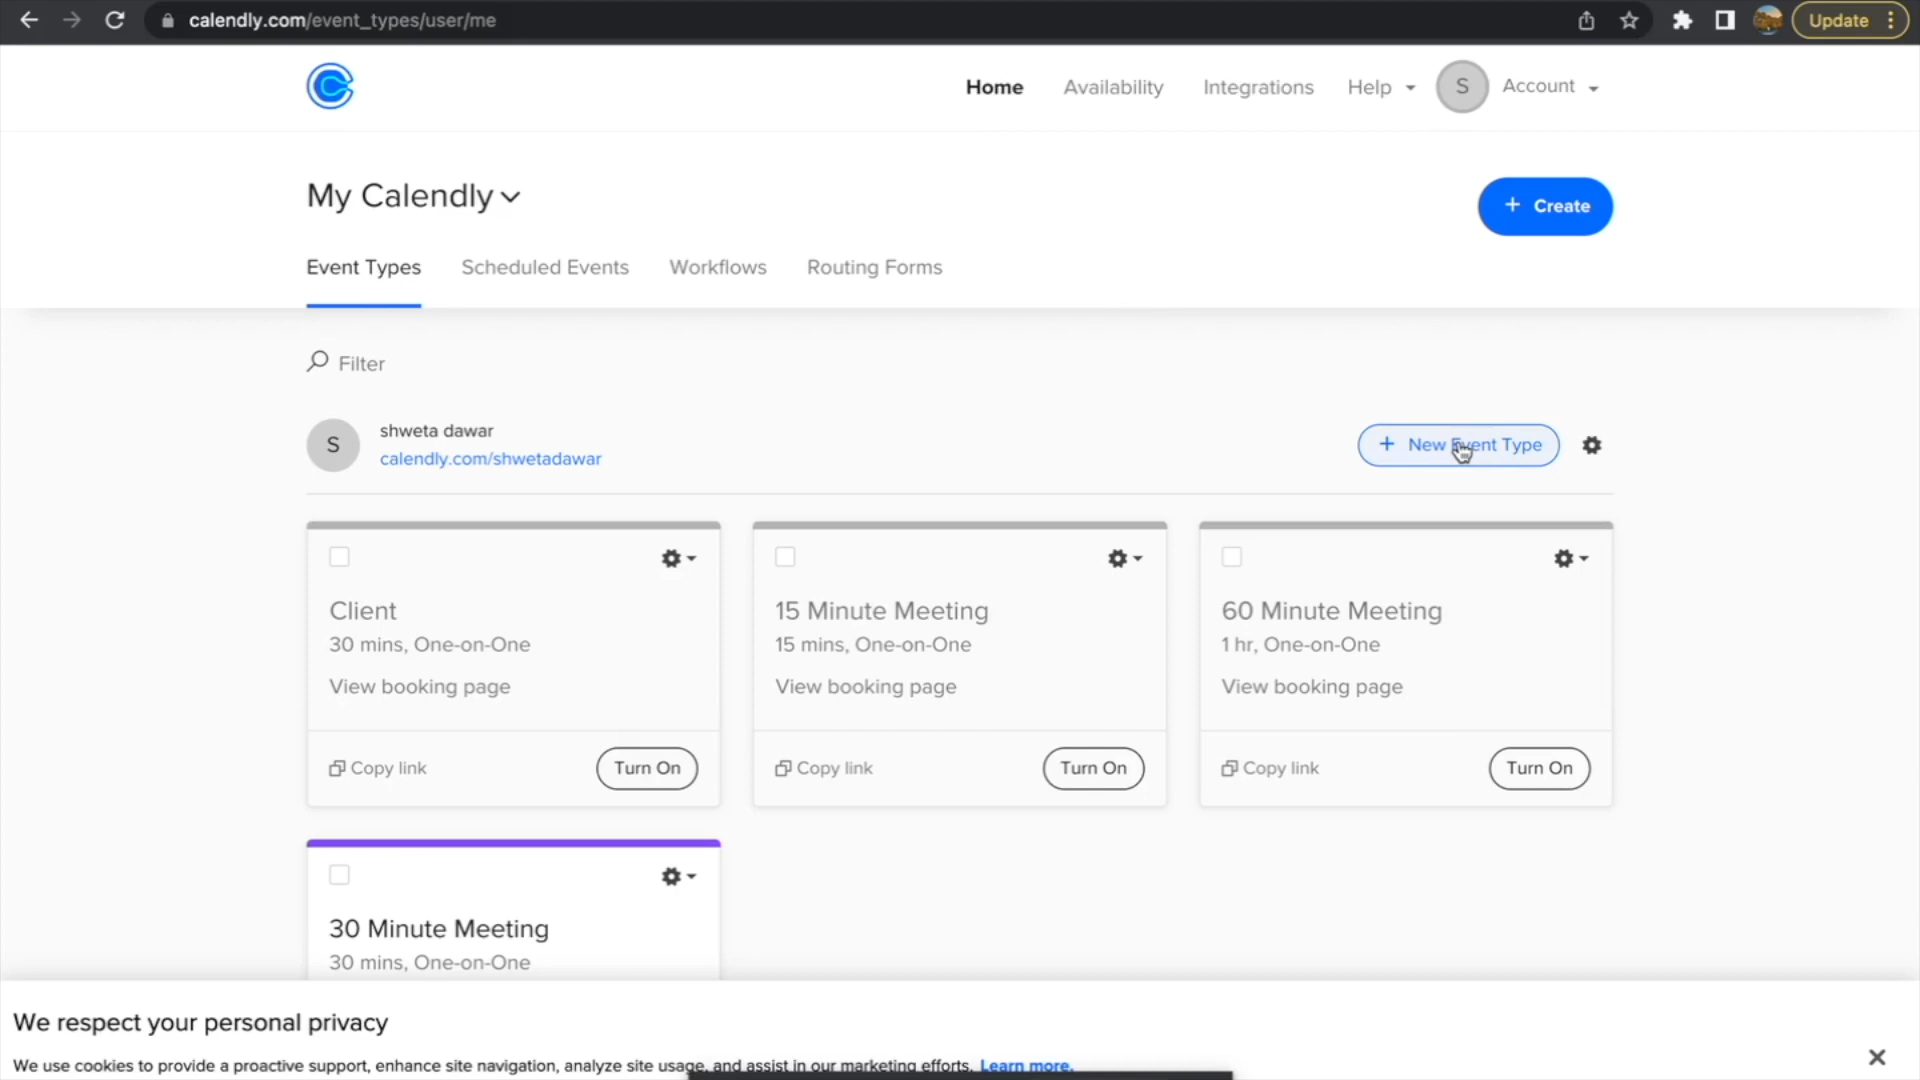 calendly.com/event_types/user/me
Update
Home
Availability
Integrations
Help
S
Account
My Calendly
+ Create
Event Types
Scheduled Events
Workflows
Routing Forms
Filter
S
shweta dawar
calendly.com/shwetadawar
+ New Event Type
Client
30 mins, One-on-One
View booking page
Copy link
Turn On
15 Minute Meeting
15 mins, One-on-One
View booking page
Copy link
Turn On
60 Minute Meeting
1 hr, One-on-One
View booking page
Copy link
Turn On
30 Minute Meeting
30 mins, One-on-One
We respect your personal privacy
We use cookies to provide a proactive support, enhance site navigation, analyze site usage, and assist in our marketing efforts. Learn more.